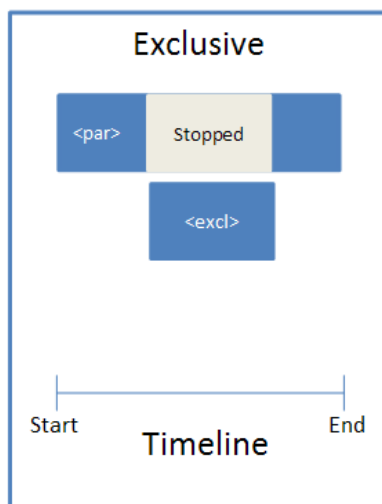 Exclusive
<par>
Stopped
<excl>
Start
End
Timeline